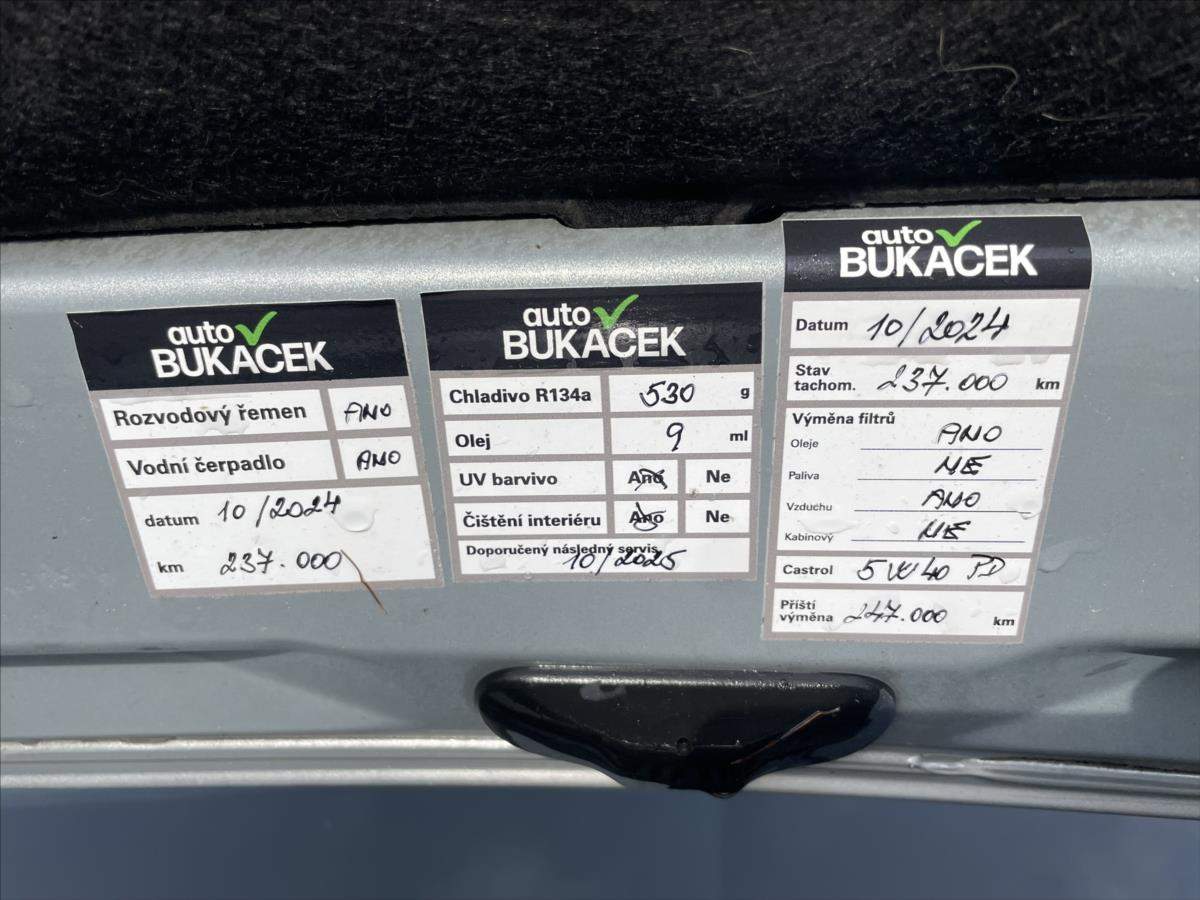 auto
BUKACEK
Rozvodový řemen ANO
Vodní čerpadlo ANO
datum 10/2024
km 237.000
auto
BUKACEK
Chladivo R134a 530 g
Olej 9 ml
UV barvivo Ano Ne
Čištění interiéru Ano Ne
Doporučený následný servis
10/2025
auto
BUKACEK
Datum 10/2024
Stav
tachom. 237.000 km
Výměna filtrů
Oleje ANO
Paliva NE
Vzduchu ANO
Kabinový NE
Castrol 5W40 PD
Příští
výměna 247.000 km